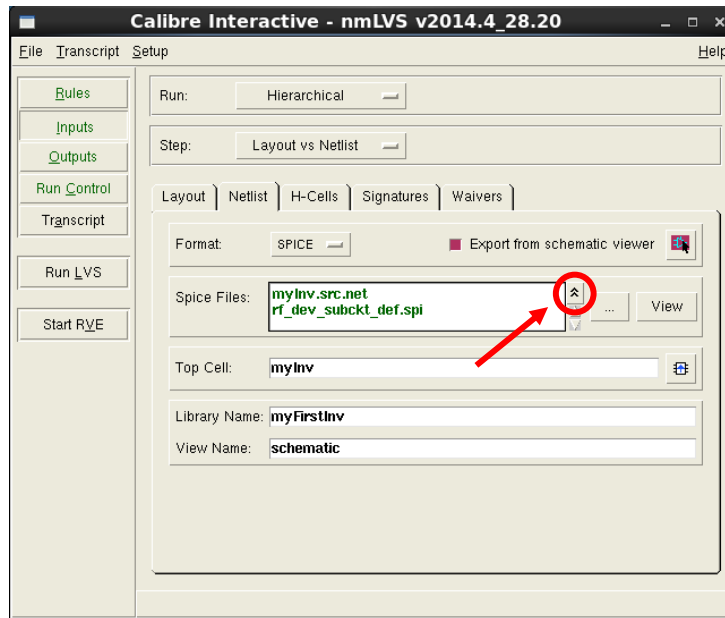 Calibre Interactive - nmLVS v2014.4_28.20
File Transcript Setup Help
Rules
Inputs
Outputs
Run Control
Transcript
Run LVS
Start RVE
Run: Hierarchical
Step: Layout vs Netlist
Layout Netlist H-Cells Signatures Waivers
Format: SPICE Export from schematic viewer
Spice Files: myInv.src.net
rf_dev_subckt_def.spi
... View
Top Cell: myInv
Library Name: myFirstInv
View Name: schematic